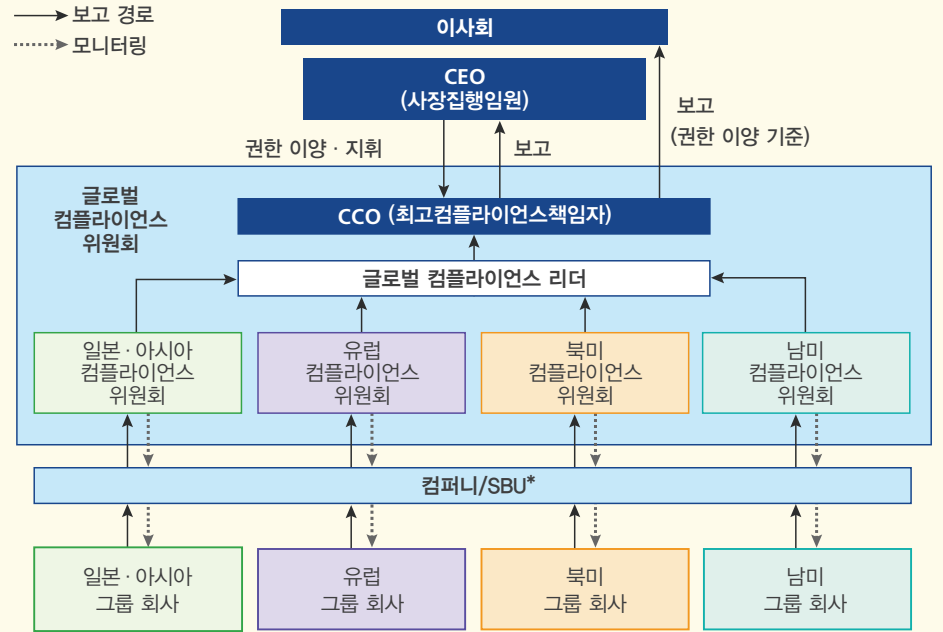 보고 경로
모니터링
이사회
CEO
(사장집행임원)
권한 이양 · 지휘
보고
보고
(권한 이양 기준)
글로벌
컴플라이언스
위원회
CCO (최고컴플라이언스책임자)
글로벌 컴플라이언스 리더
일본 · 아시아
컴플라이언스
위원회
유럽
컴플라이언스
위원회
북미
컴플라이언스
위원회
남미
컴플라이언스
위원회
컴퍼니/SBU*
일본 · 아시아
그룹 회사
유럽
그룹 회사
북미
그룹 회사
남미
그룹 회사